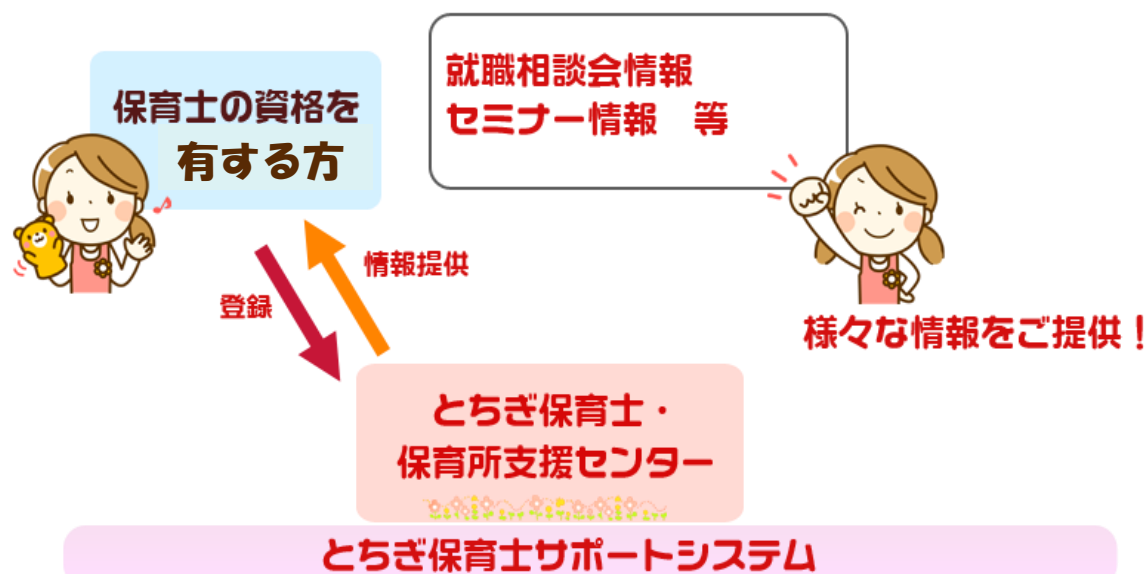 保育士の資格を
有する方
就職相談会情報
セミナー情報　等
情報提供
登録
様々な情報をご提供！
とちぎ保育士・
保育所支援センター
とちぎ保育士サポートシステム